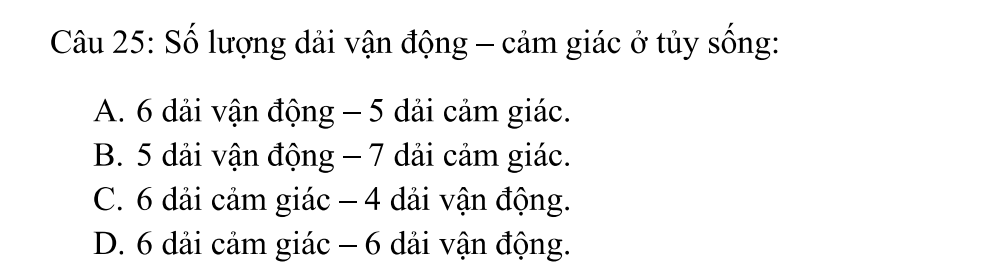 Câu 25: Số lượng dải vận động – cảm giác ở tủy sống:
A. 6 dải vận động – 5 dải cảm giác.
B. 5 dải vận động – 7 dải cảm giác.
C. 6 dải cảm giác – 4 dải vận động.
D. 6 dải cảm giác – 6 dải vận động.